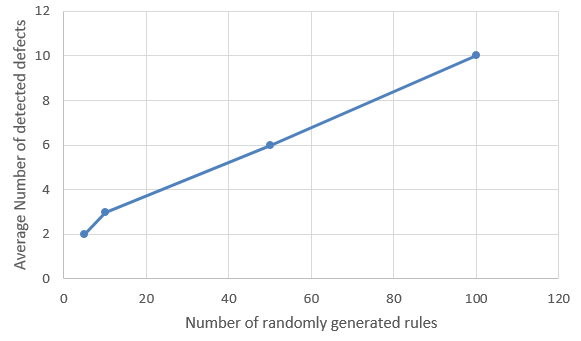 12
10
8
6
4
2
0
Average Number of detected defects
0 20 40 60 80 100 120
Number of randomly generated rules